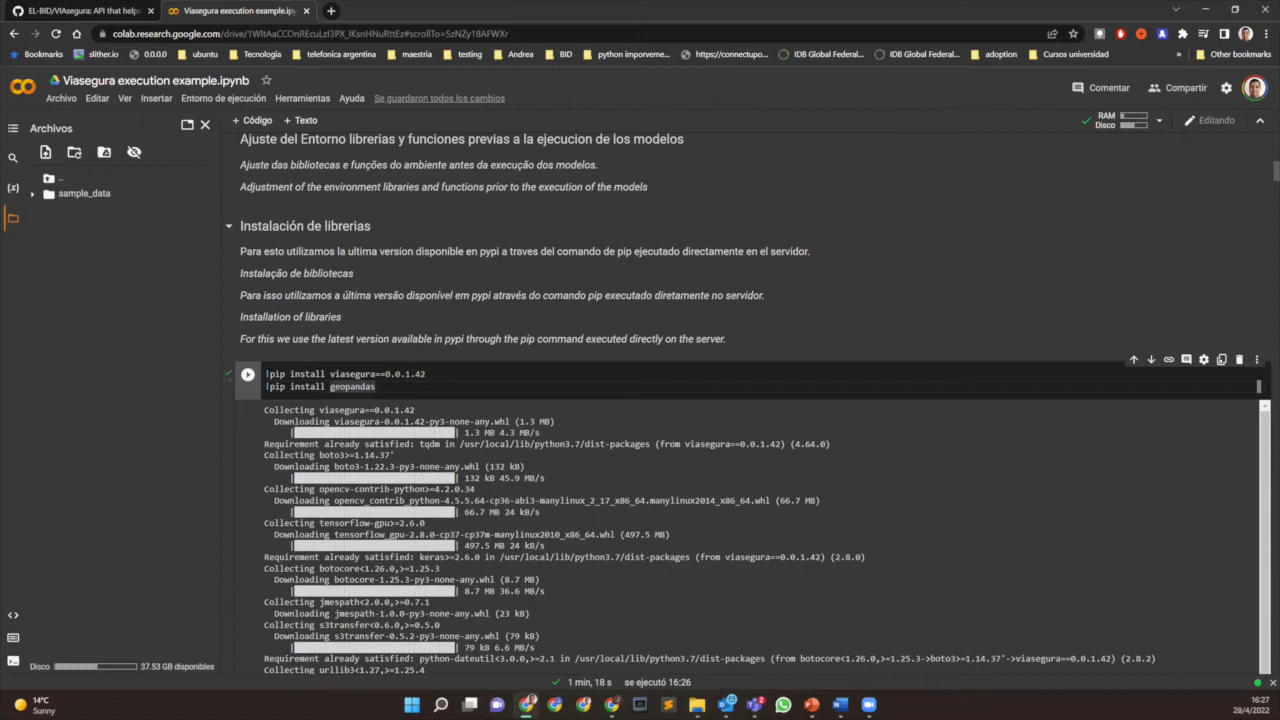 EL-BID/VIAsegura: API that help
Viasegura execution example.ipy
colab.research.google.com/drive/1WltAaCCOnREcuLzI3PX_IKsnHNuRttEz#scrollTo=SzNZy18AFWXr
Bookmarks
slither.io
0.0.0.0
ubuntu
Tecnologia
telefonica argentina
maestria
testing
Andrea
BID
python imporveme...
https://connectupo...
IDB Global Federal...
IDB Global Federal...
adoption
Cursos universidad
»
Other bookmarks
Viasegura execution example.ipynb
Archivo Editar Ver Insertar Entorno de ejecución Herramientas Ayuda Se guardaron todos los cambios
Comentar
Compartir
Archivos
+ Código + Texto
RAM
Disco
Editando
..
sample_data
Ajuste del Entorno librerias y funciones previas a la ejecucion de los modelos
Ajuste das bibliotecas e funções do ambiente antes da execução dos modelos.
Adjustment of the environment libraries and functions prior to the execution of the models
Instalación de librerias
Para esto utilizamos la ultima version disponible en pypi a traves del comando de pip ejecutado directamente en el servidor.
Instalação de bibliotecas
Para isso utilizamos a última versão disponível em pypi através do comando pip executado diretamente no servidor.
Installation of libraries
For this we use the latest version available in pypi through the pip command executed directly on the server.
!pip install viasegura==0.0.1.42
!pip install geopandas
Collecting viasegura==0.0.1.42
Downloading viasegura-0.0.1.42-py3-none-any.whl (1.3 MB)
| 1.3 MB 4.3 MB/s
Requirement already satisfied: tqdm in /usr/local/lib/python3.7/dist-packages (from viasegura==0.0.1.42) (4.64.0)
Collecting boto3>=1.14.37'
Downloading boto3-1.22.3-py3-none-any.whl (132 kB)
| 132 kB 45.9 MB/s
Collecting opencv-contrib-python>=4.2.0.34
Downloading opencv_contrib_python-4.5.5.64-cp36-abi3-manylinux_2_17_x86_64.manylinux2014_x86_64.whl (66.7 MB)
| 66.7 MB 24 kB/s
Collecting tensorflow-gpu>=2.6.0
Downloading tensorflow_gpu-2.8.0-cp37-cp37m-manylinux2010_x86_64.whl (497.5 MB)
| 497.5 MB 24 kB/s
Requirement already satisfied: keras>=2.6.0 in /usr/local/lib/python3.7/dist-packages (from viasegura==0.0.1.42) (2.8.0)
Collecting botocore<1.26.0,>=1.25.3
Downloading botocore-1.25.3-py3-none-any.whl (8.7 MB)
| 8.7 MB 36.6 MB/s
Collecting jmespath<2.0.0,>=0.7.1
Downloading jmespath-1.0.0-py3-none-any.whl (23 kB)
Collecting s3transfer<0.6.0,>=0.5.0
Downloading s3transfer-0.5.2-py3-none-any.whl (79 kB)
| 79 kB 6.6 MB/s
Requirement already satisfied: python-dateutil<3.0.0,>=2.1 in /usr/local/lib/python3.7/dist-packages (from botocore<1.26.0,>=1.25.3->boto3>=1.14.37'->viasegura==0.0.1.42) (2.8.2)
Collecting urllib3<1.27,>=1.25.4
Disco 37.53 GB disponibles
1 min, 18 s se ejecutó 16:26
14°C
Sunny
16:27
28/4/2022